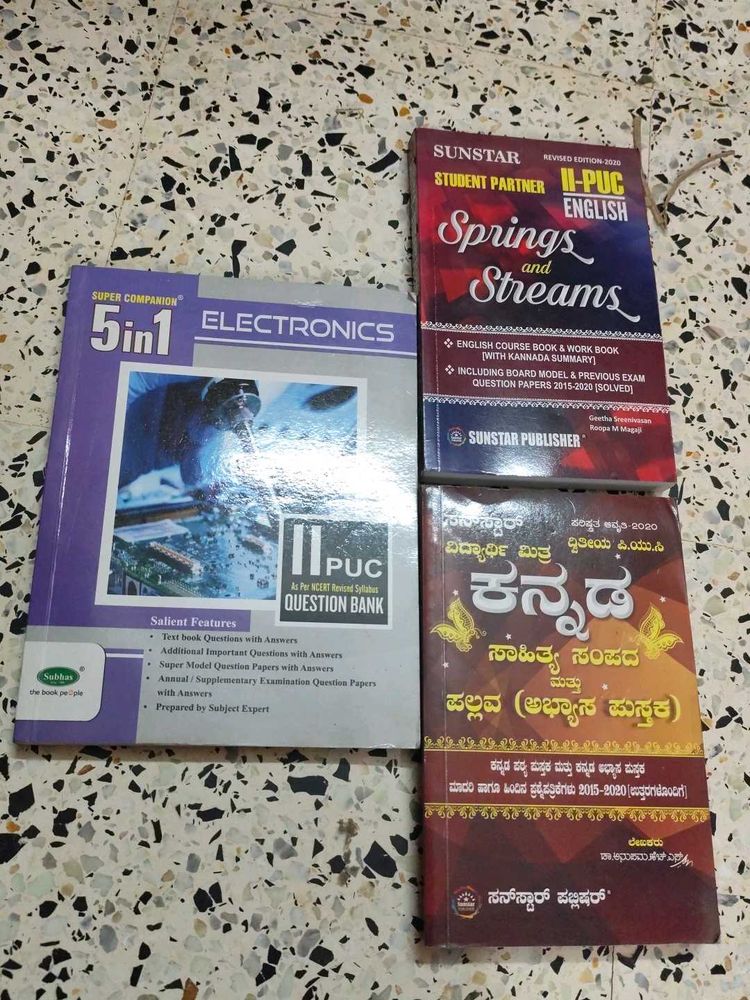 SUPER COMPANION®
5 in 1
ELECTRONICS
II PUC
As Per NCERT Revised Syllabus
QUESTION BANK
Salient Features
• Text book Questions with Answers
• Additional Important Questions with Answers
• Super Model Question Papers with Answers
• Annual / Supplementary Examination Question Papers
with Answers
• Prepared by Subject Expert
Subhas®
the book people
SUNSTAR
REVISED EDITION-2020
STUDENT PARTNER
II-PUC
ENGLISH
Springs
and
Streams
ENGLISH COURSE BOOK & WORK BOOK
[WITH KANNADA SUMMARY]
INCLUDING BOARD MODEL & PREVIOUS EXAM
QUESTION PAPERS 2015-2020 [SOLVED]
Geetha Sreenivasan
Roopa M Magaji
SUNSTAR PUBLISHER®
ಸನ್‌ಸ್ಟಾರ್
ಪರಿಷ್ಕೃತ ಆವೃತಿ-2020
ವಿದ್ಯಾರ್ಥಿ ಮಿತ್ರ
ದ್ವಿತೀಯ ಪಿ.ಯು.ಸಿ
ಕನ್ನಡ
ಸಾಹಿತ್ಯ ಸಂಪದ
ಮತ್ತು
ಪಲ್ಲವ (ಅಭ್ಯಾಸ ಪುಸ್ತಕ)
ಕನ್ನಡ ಪಠ್ಯ ಪುಸ್ತಕ ಮತ್ತು ಕನ್ನಡ ಅಭ್ಯಾಸ ಪುಸ್ತಕ
ಮಾದರಿ ಹಾಗೂ ಹಿಂದಿನ ಪ್ರಶ್ನೆಪತ್ರಿಕೆಗಳು 2015-2020 [ಉತ್ತರಗಳೊಂದಿಗೆ]
ಲೇಖಕರು
ಡಾ.ಅನುಪಮ.ಹೆಚ್.ಎಸ್
ಸನ್‌ಸ್ಟಾರ್ ಪಬ್ಲಿಷರ್®